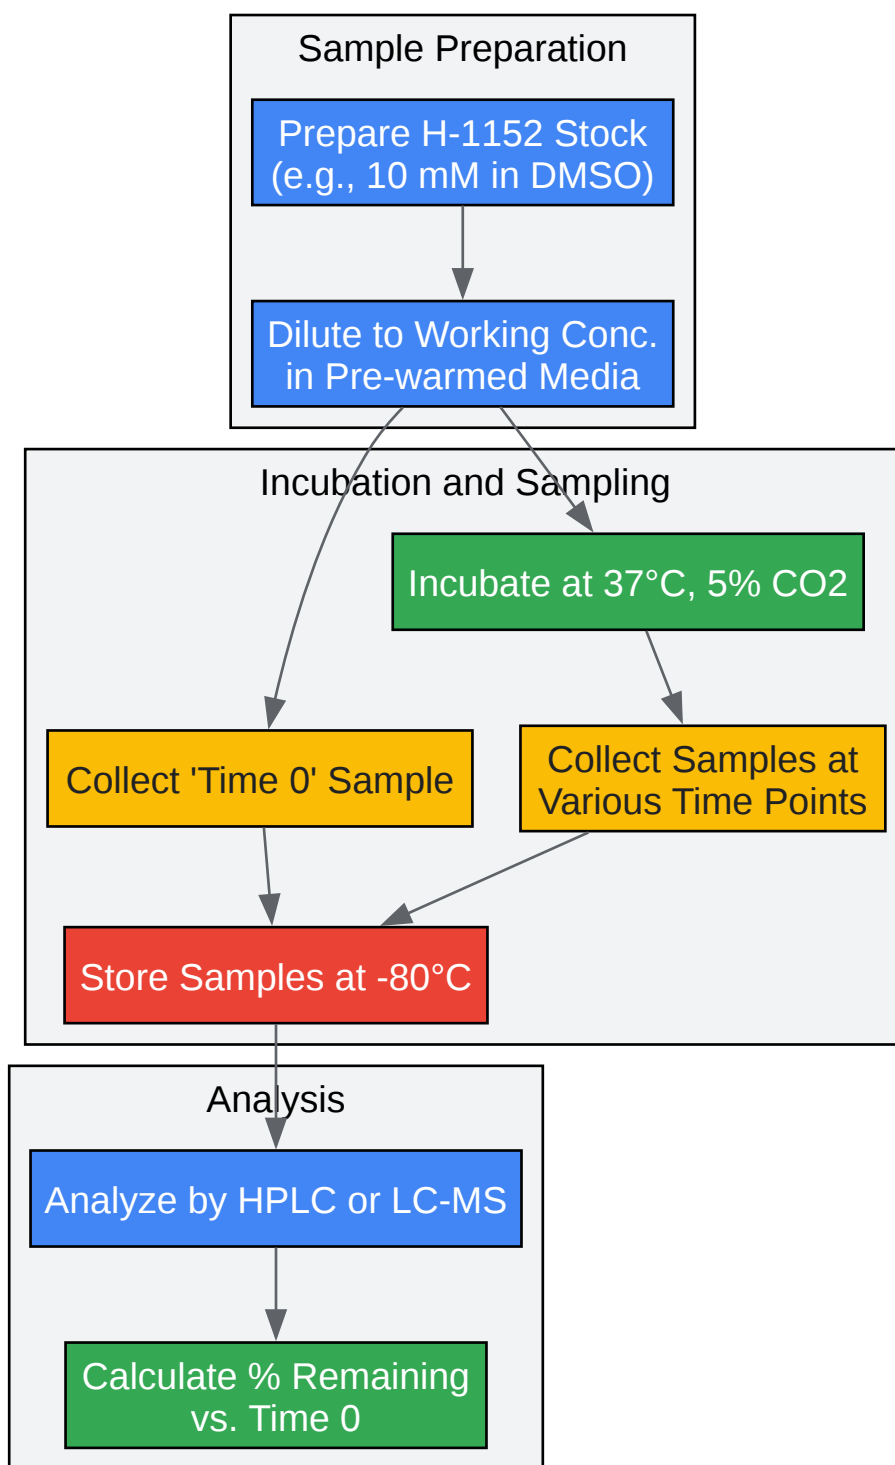 Sample Preparation
Prepare H-1152 Stock
(e.g., 10 mM in DMSO)
Dilute to Working Conc.
in Pre-warmed Media
Incubation and Sampling
Incubate at 37°C, 5% CO2
Collect 'Time 0' Sample
Collect Samples at
Various Time Points
Store Samples at -80°C
Analysis
Analyze by HPLC or LC-MS
Calculate % Remaining
vs. Time 0